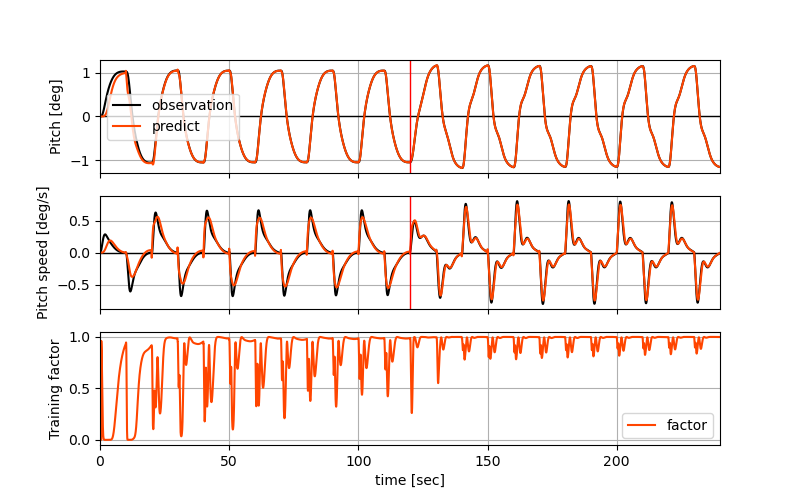 Pitch [deg]
1
0
−1
observation
predict
Pitch speed [deg/s]
0.5
0.0
−0.5
Training factor
1.0
0.5
0.0
factor
0
50
100
150
200
time [sec]